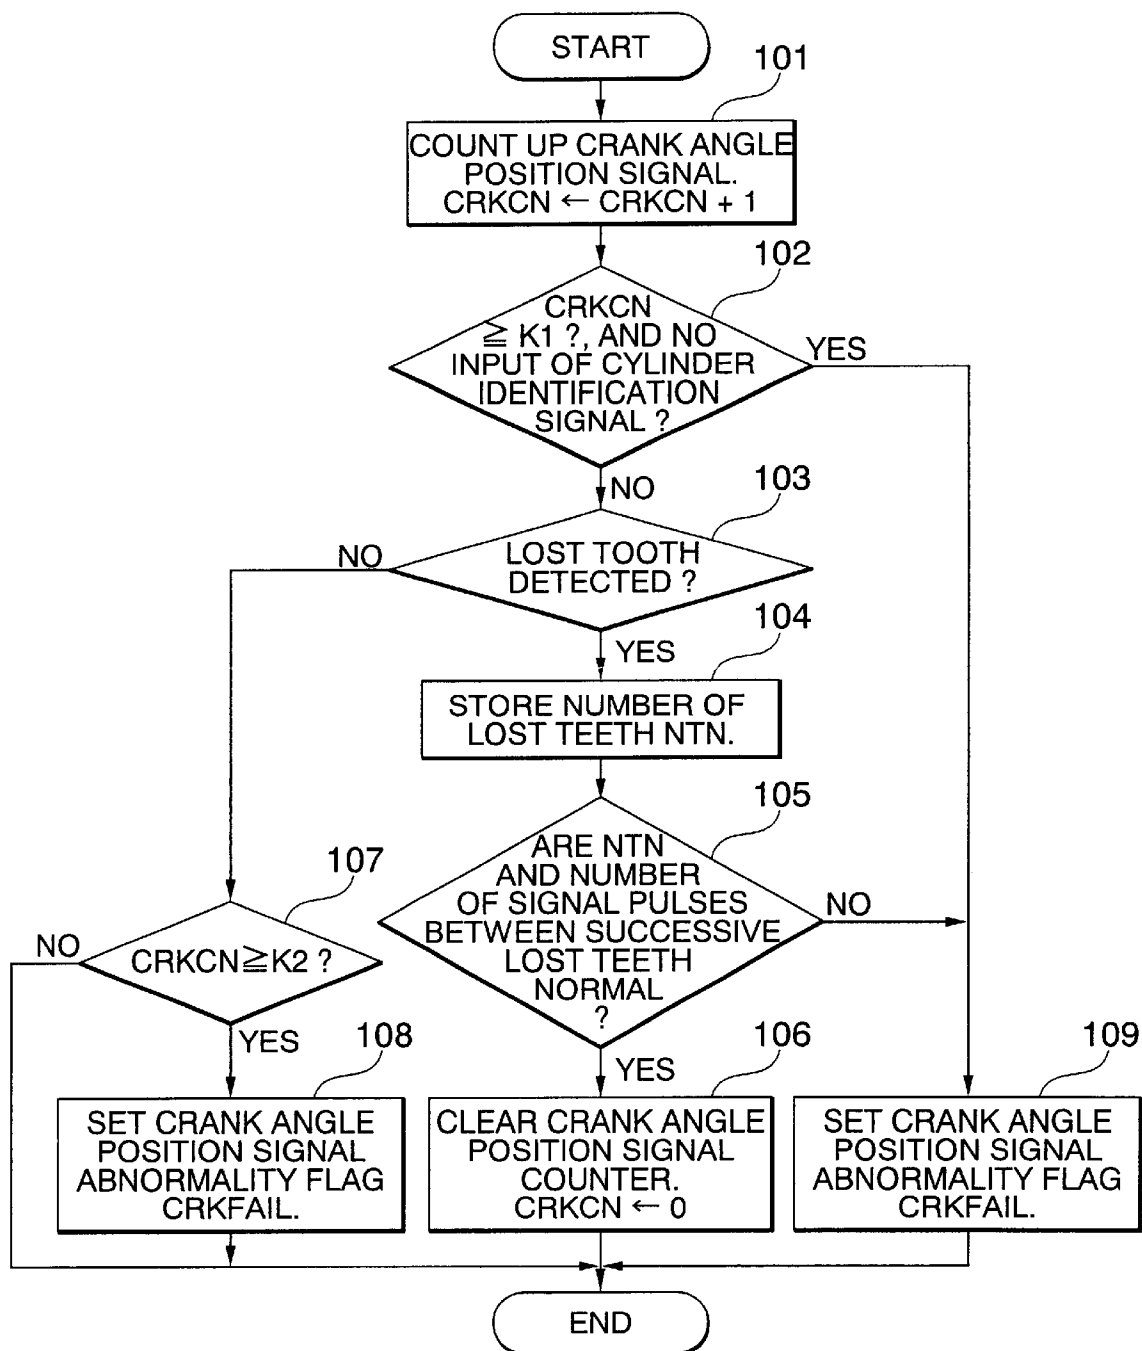 START
101
COUNT UP CRANK ANGLE
POSITION SIGNAL.
CRKCN ← CRKCN + 1
102
CRKCN
≧ K1 ?, AND NO
INPUT OF CYLINDER
IDENTIFICATION
SIGNAL ?
YES
NO
103
LOST TOOTH
DETECTED ?
NO
YES
104
STORE NUMBER OF
LOST TEETH NTN.
105
ARE NTN
AND NUMBER
OF SIGNAL PULSES
BETWEEN SUCCESSIVE
LOST TEETH
NORMAL
?
NO
YES
107
CRKCN≧K2 ?
NO
YES
108
SET CRANK ANGLE
POSITION SIGNAL
ABNORMALITY FLAG
CRKFAIL.
106
CLEAR CRANK ANGLE
POSITION SIGNAL
COUNTER.
CRKCN ← 0
109
SET CRANK ANGLE
POSITION SIGNAL
ABNORMALITY FLAG
CRKFAIL.
END